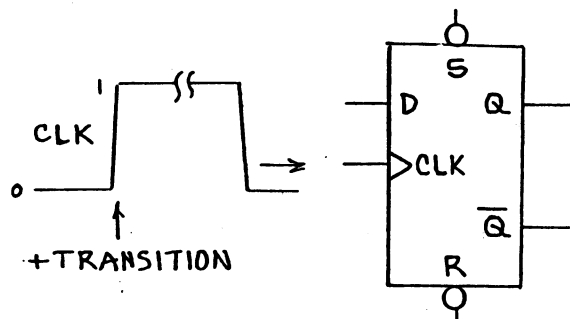 1
CLK
0
+TRANSITION
S
D Q
CLK
Q̅
R